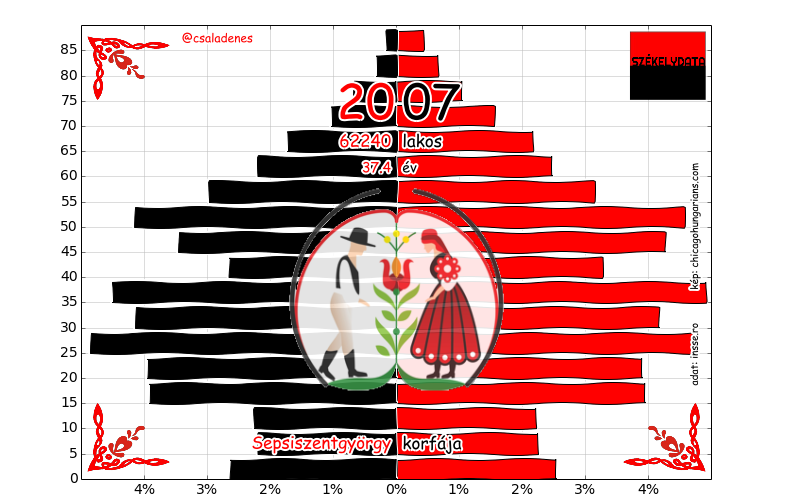 @csaladenes
SZÉKELYDATA
2007
62240 lakos
37.4 év
kép: chicagohungarians.com
adat: insse.ro
Sepsiszentgyörgy korfája
85
80
75
70
65
60
55
50
45
40
35
30
25
20
15
10
5
0
4% 3% 2% 1% 0% 1% 2% 3% 4%